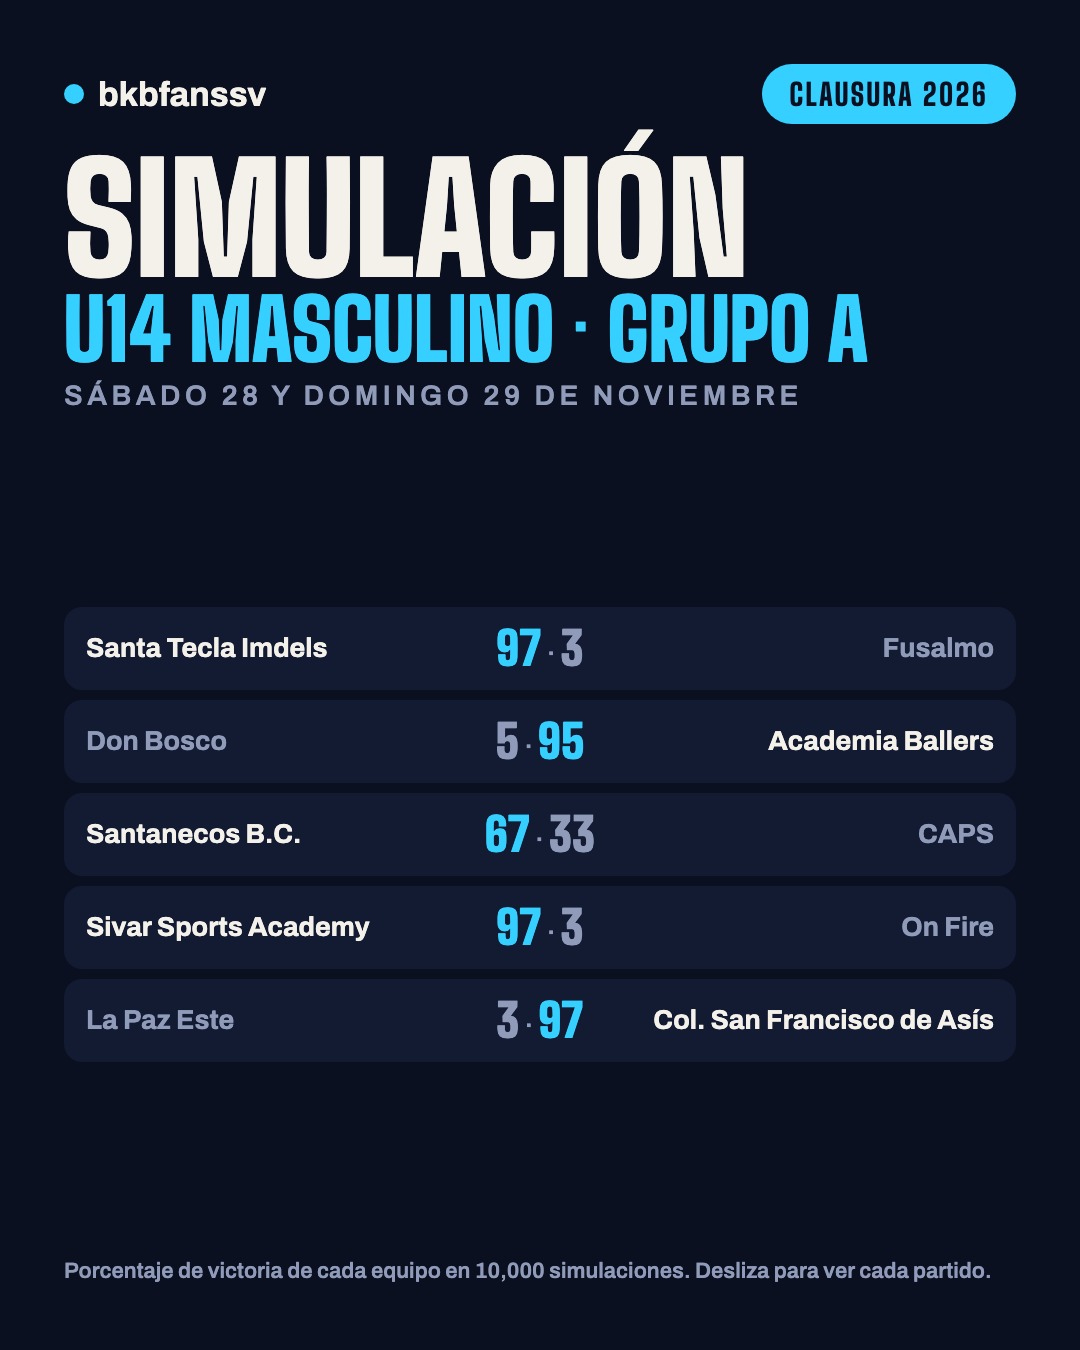 bkbfanssv
CLAUSURA 2026
SIMULACIÓN
U14 MASCULINO · GRUPO A
SÁBADO 28 Y DOMINGO 29 DE NOVIEMBRE
Santa Tecla Imdels 97 · 3 Fusalmo
Don Bosco 5 · 95 Academia Ballers
Santanecos B.C. 67 · 33 CAPS
Sivar Sports Academy 97 · 3 On Fire
La Paz Este 3 · 97 Col. San Francisco de Asís
Porcentaje de victoria de cada equipo en 10,000 simulaciones. Desliza para ver cada partido.